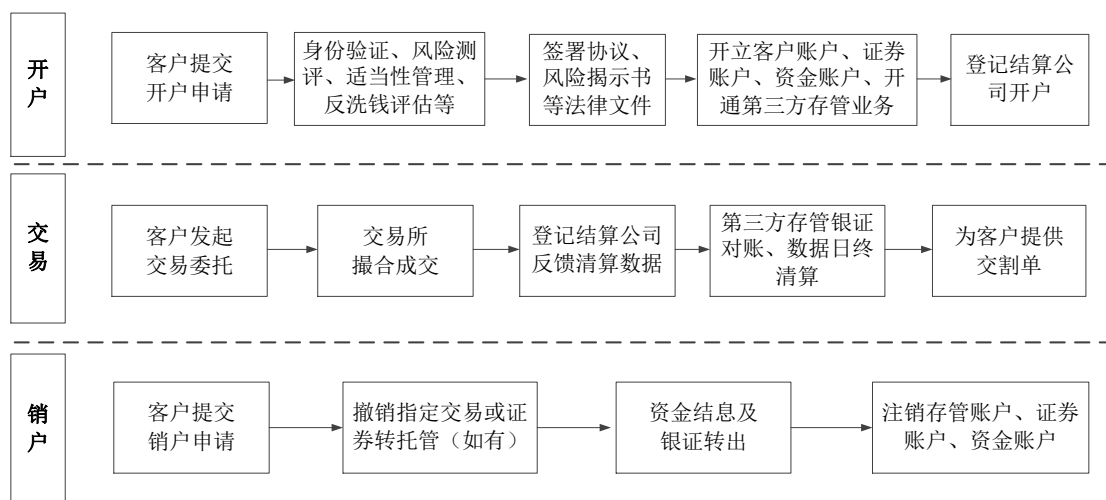 开
户
客户提交
开户申请
身份验证、风险测
评、适当性管理、
反洗钱评估等
签署协议、
风险揭示书
等法律文件
开立客户账户、证券
账户、资金账户、开
通第三方存管业务
登记结算公
司开户
交
易
客户发起
交易委托
交易所
撮合成交
登记结算公司
反馈清算数据
第三方存管银证
对账、数据日终
清算
为客户提供
交割单
销
户
客户提交
销户申请
撤销指定交易或证
券转托管（如有）
资金结息及
银证转出
注销存管账户、证券
账户、资金账户